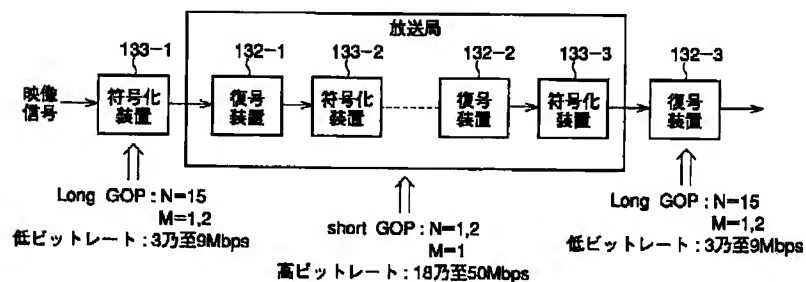 放送局
133-1
132-1
133-2
132-2
133-3
132-3
映像
信号
符号化
装置
復号
装置
符号化
装置
復号
装置
符号化
装置
復号
装置
Long GOP : N=15
M=1,2
低ビットレート : 3乃至9Mbps
short GOP : N=1,2
M=1
高ビットレート : 18乃至50Mbps
Long GOP : N=15
M=1,2
低ビットレート : 3乃至9Mbps